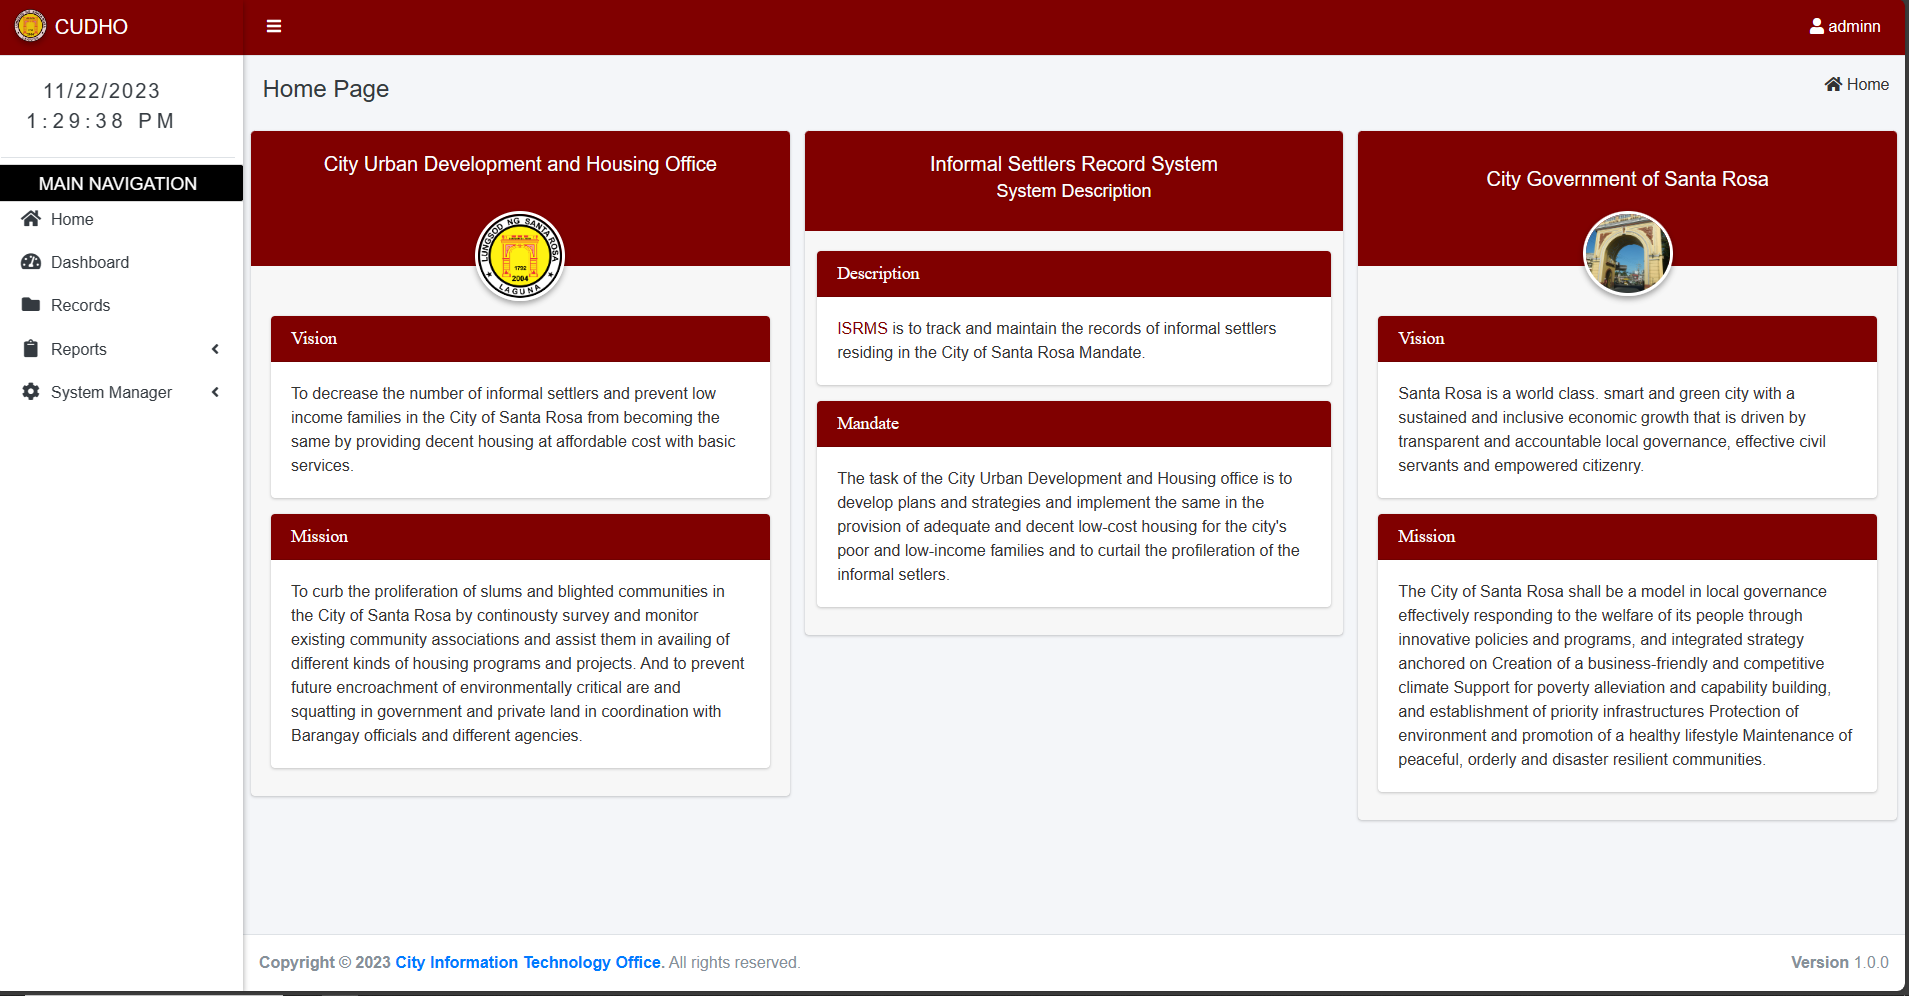 CUDHO
adminn
11/22/2023
1:29:38 PM
MAIN NAVIGATION
Home
Dashboard
Records
Reports
System Manager
Home Page
Home
City Urban Development and Housing Office
LUNGSOD NG SANTA ROSA
1792
2004
LAGUNA
Vision
To decrease the number of informal settlers and prevent low
income families in the City of Santa Rosa from becoming the
same by providing decent housing at affordable cost with basic
services.
Mission
To curb the proliferation of slums and blighted communities in
the City of Santa Rosa by continousty survey and monitor
existing community associations and assist them in availing of
different kinds of housing programs and projects. And to prevent
future encroachment of environmentally critical are and
squatting in government and private land in coordination with
Barangay officials and different agencies.
Informal Settlers Record System
System Description
Description
ISRMS is to track and maintain the records of informal settlers
residing in the City of Santa Rosa Mandate.
Mandate
The task of the City Urban Development and Housing office is to
develop plans and strategies and implement the same in the
provision of adequate and decent low-cost housing for the city's
poor and low-income families and to curtail the profileration of the
informal setlers.
City Government of Santa Rosa
Vision
Santa Rosa is a world class. smart and green city with a
sustained and inclusive economic growth that is driven by
transparent and accountable local governance, effective civil
servants and empowered citizenry.
Mission
The City of Santa Rosa shall be a model in local governance
effectively responding to the welfare of its people through
innovative policies and programs, and integrated strategy
anchored on Creation of a business-friendly and competitive
climate Support for poverty alleviation and capability building,
and establishment of priority infrastructures Protection of
environment and promotion of a healthy lifestyle Maintenance of
peaceful, orderly and disaster resilient communities.
Copyright © 2023 City Information Technology Office. All rights reserved.
Version 1.0.0